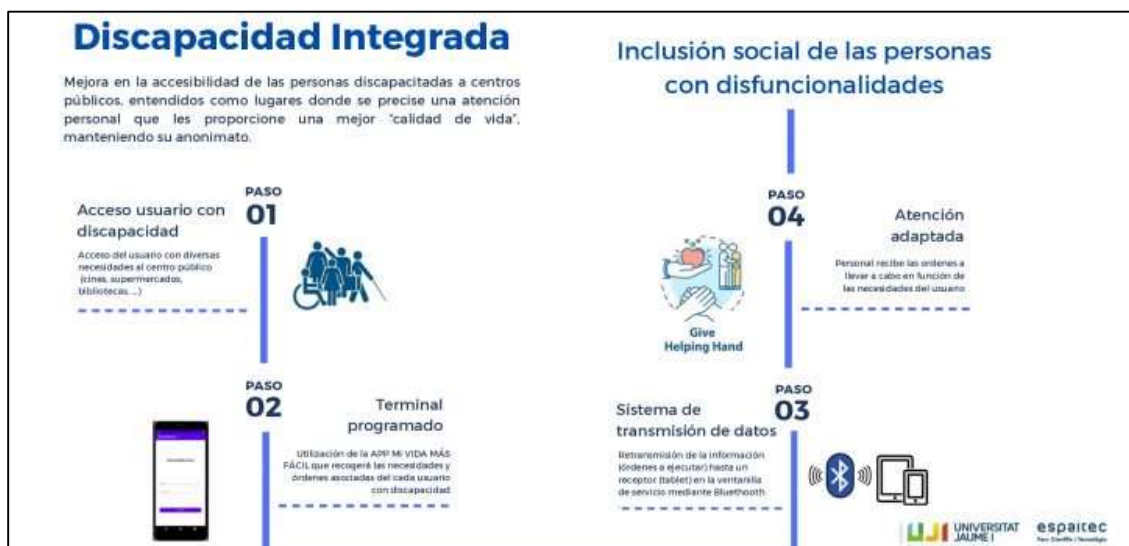 Discapacidad Integrada
Mejora en la accesibilidad de las personas discapacitadas a centros
públicos, entendidos como lugares donde se precise una atención
personal que les proporcione una mejor "calidad de vida",
manteniendo su anonimato.
PASO
01
Acceso usuario con
discapacidad
Acceso del usuario con diversas
necesidades al centro público
(cines, supermercados,
bibliotecas, ...)
PASO
02
Terminal
programado
Utilización de la APP MI VIDA MÁS
FÁCIL que recogerá las necesidades y
órdenes asociadas del cada usuario
con discapacidad
Inclusión social de las personas
con disfuncionalidades
PASO
04
Atención
adaptada
Personal recibe las ordenes a
llevar a cabo en función de
las necesidades del usuario
Give
Helping Hand
PASO
03
Sistema de
transmisión de datos
Retransmisión de la información
(órdenes a ejecutar) hasta un
receptor (tablet) en la ventanilla
de servicio mediante Bluethooth
UJI UNIVERSITAT
JAUME I
espaitec
Parc Científic i Tecnològic